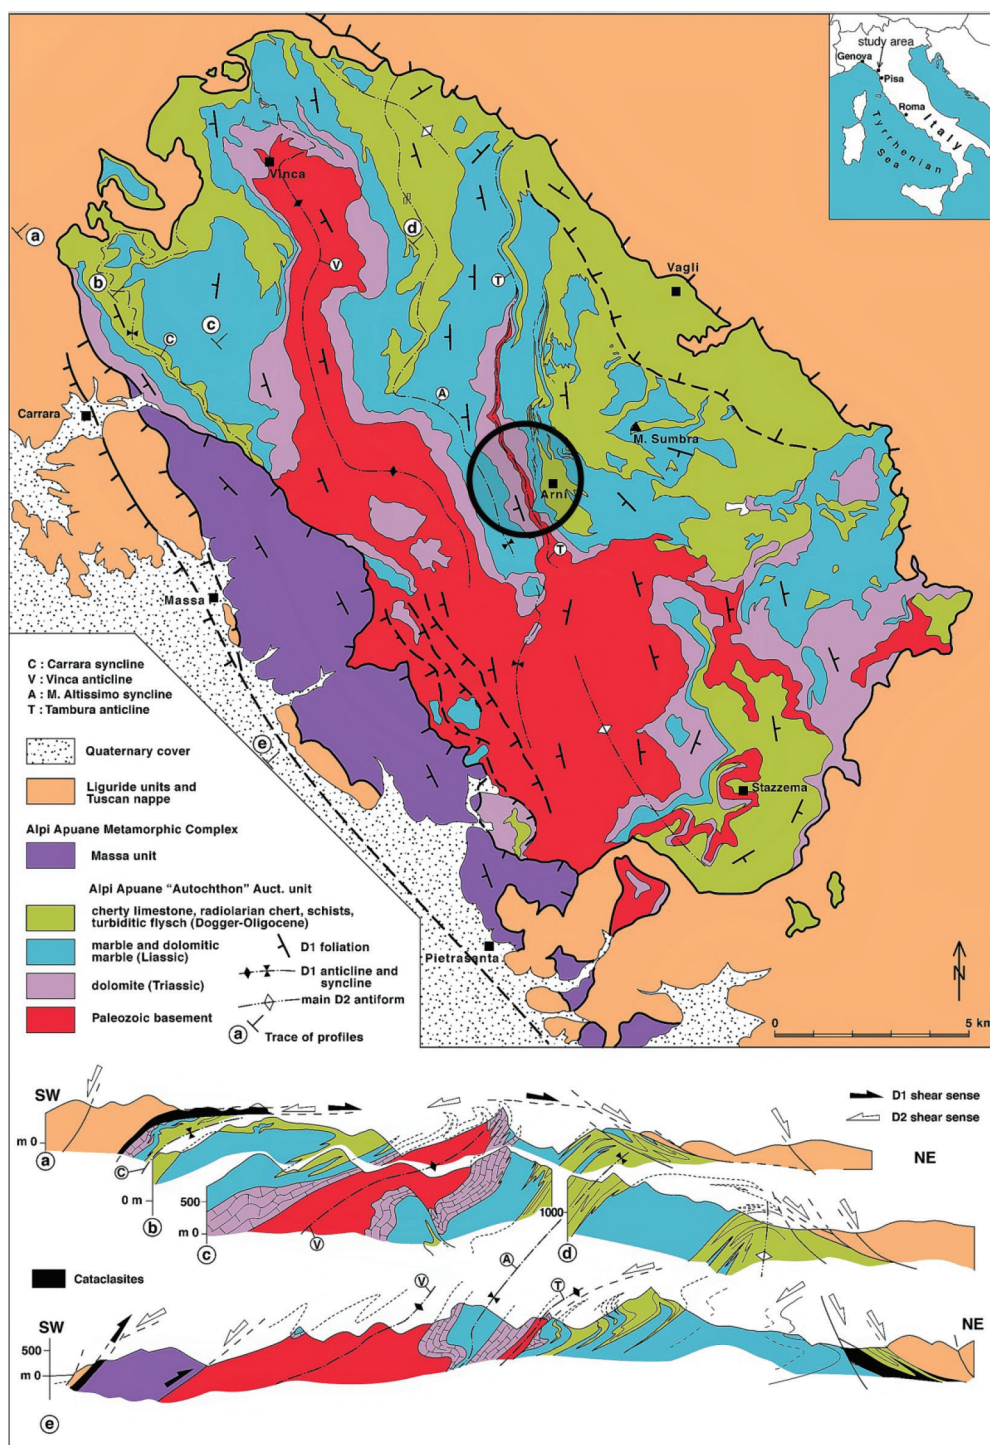 Genova
study area
Pisa
Roma
Italy
Tyrrhenian
Sea
Vinca
a
d
V
T
Vagli
b
c
C
A
Carrara
M. Sumbra
Arni
T
Massa
e
Stazzema
Pietrasanta
N
0 5 km
C : Carrara syncline
V : Vinca anticline
A : M. Altissimo syncline
T : Tambura anticline
Quaternary cover
Liguride units and
Tuscan nappe
Alpi Apuane Metamorphic Complex
Massa unit
Alpi Apuane "Autochthon" Auct. unit
cherty limestone, radiolarian chert, schists,
turbiditic flysch (Dogger-Oligocene)
marble and dolomitic
marble (Liassic)
dolomite (Triassic)
Paleozoic basement
D1 foliation
D1 anticline and
syncline
main D2 antiform
a Trace of profiles
SW
D1 shear sense
D2 shear sense
m 0
a
NE
C
0 m
b
500
m 0
c
V
1000
d
A
Cataclasites
V
T
SW
NE
500
m 0
e